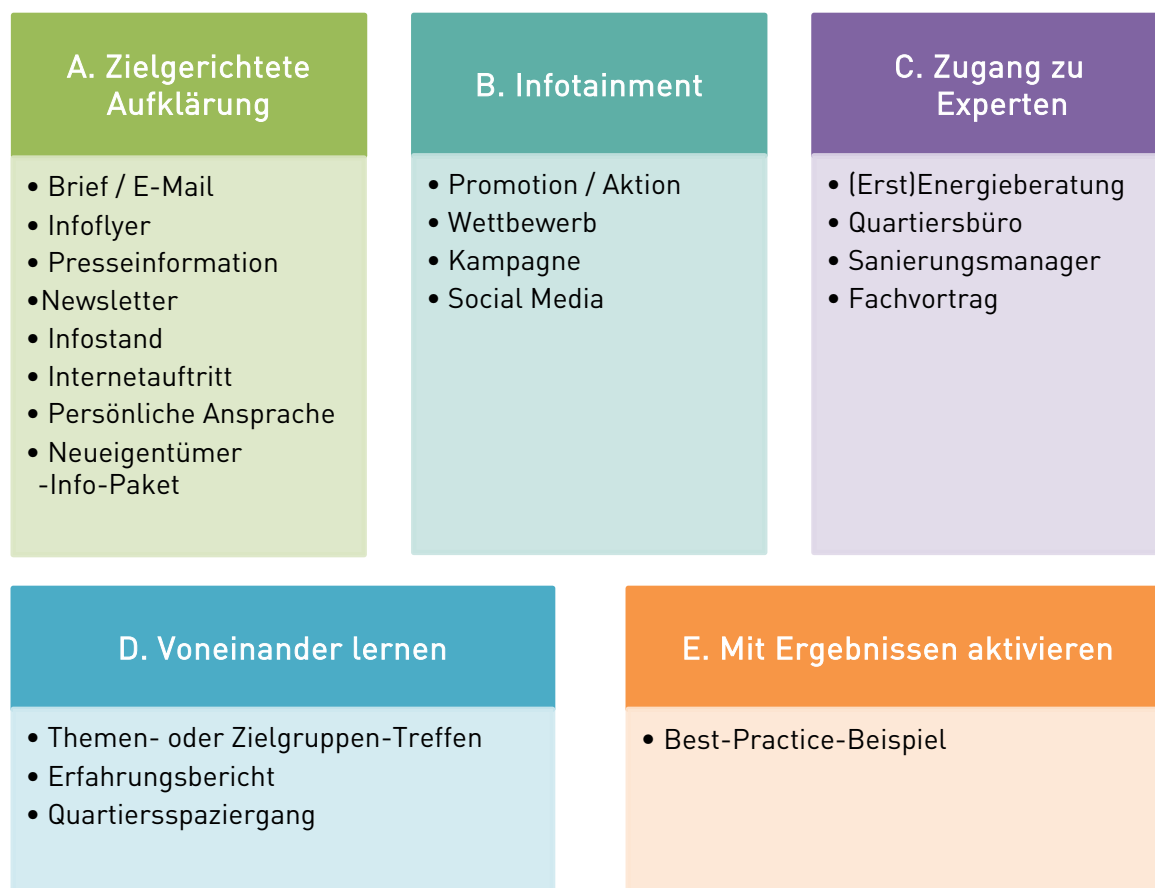 A. Zielgerichtete
Aufklärung
• Brief / E-Mail
• Infoflyer
• Presseinformation
•Newsletter
• Infostand
• Internetauftritt
• Persönliche Ansprache
• Neueigentümer
-Info-Paket
B. Infotainment
• Promotion / Aktion
• Wettbewerb
• Kampagne
• Social Media
C. Zugang zu
Experten
• (Erst)Energieberatung
• Quartiersbüro
• Sanierungsmanager
• Fachvortrag
D. Voneinander lernen
• Themen- oder Zielgruppen-Treffen
• Erfahrungsbericht
• Quartiersspaziergang
E. Mit Ergebnissen aktivieren
• Best-Practice-Beispiel